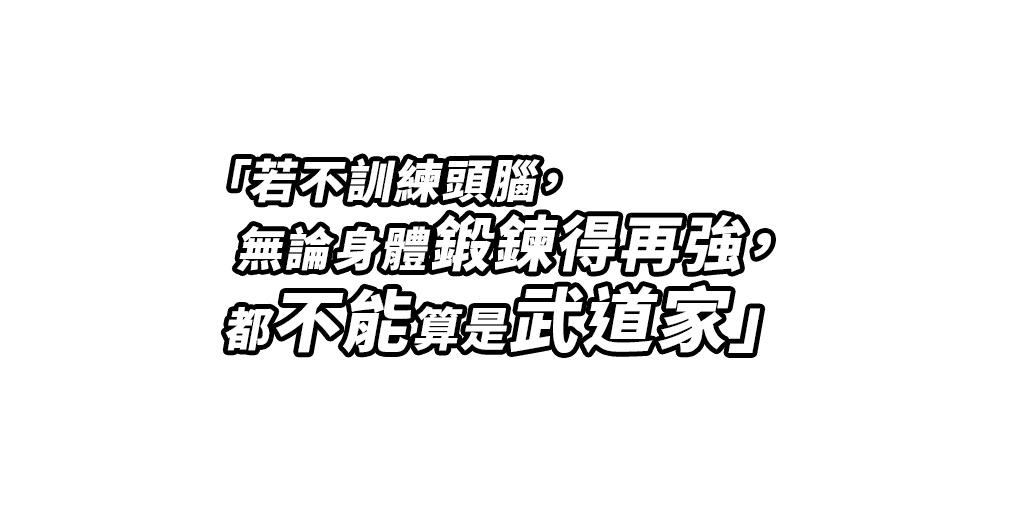 「若不訓練頭腦，
無論身體鍛鍊得再強，
都不能算是武道家」